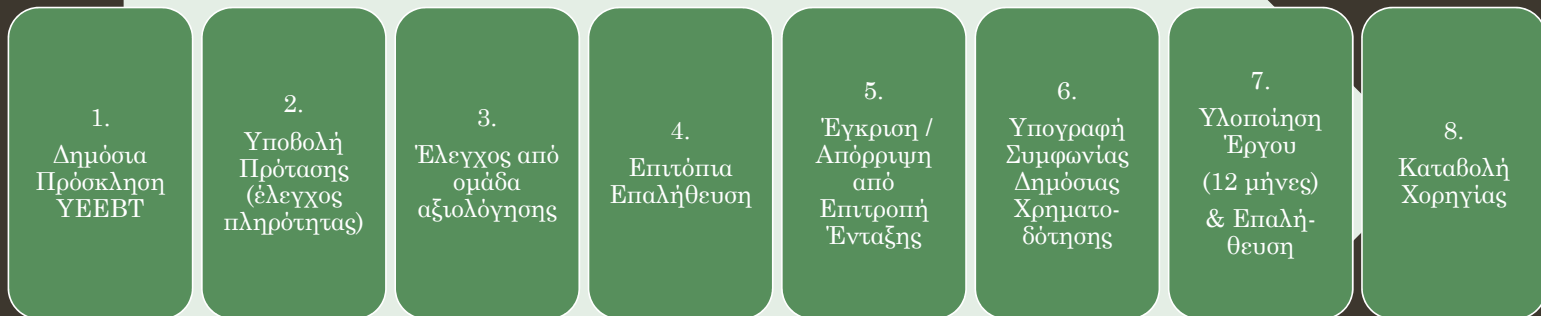 1.
Δημόσια
Πρόσκληση
ΥΕΕΒΤ
2.
Υποβολή
Πρότασης
(έλεγχος
πληρότητας)
3.
Έλεγχος από
ομάδα
αξιολόγησης
4.
Επιτόπια
Επαλήθευση
5.
Έγκριση /
Απόρριψη
από
Επιτροπή
Ένταξης
6.
Υπογραφή
Συμφωνίας
Δημόσιας
Χρηματο-
δότησης
7.
Υλοποίηση
Έργου
(12 μήνες)
& Επαλή-
θευση
8.
Καταβολή
Χορηγίας